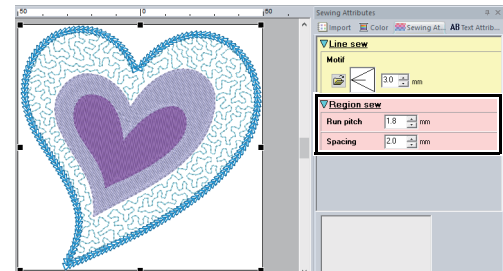 50 0 50
Sewing Attributes
Import Color Sewing At... AB Text Attrib...
Line sew
Motif
3.0 mm
Region sew
Run pitch 1.8 mm
Spacing 2.0 mm